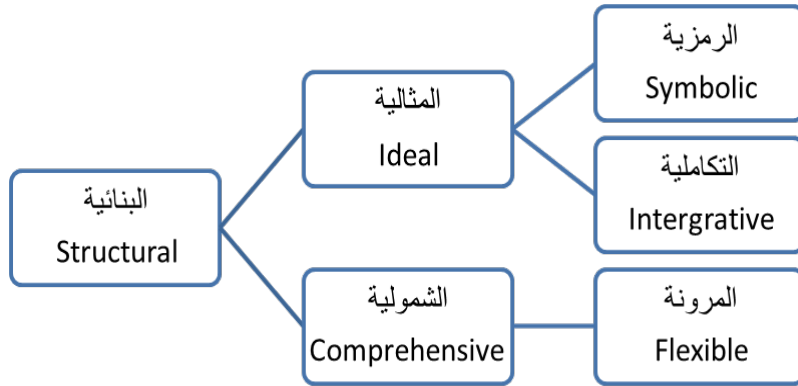 البنائية
Structural
المثالية
Ideal
الشمولية
Comprehensive
الرمزية
Symbolic
التكاملية
Intergrative
المرونة
Flexible